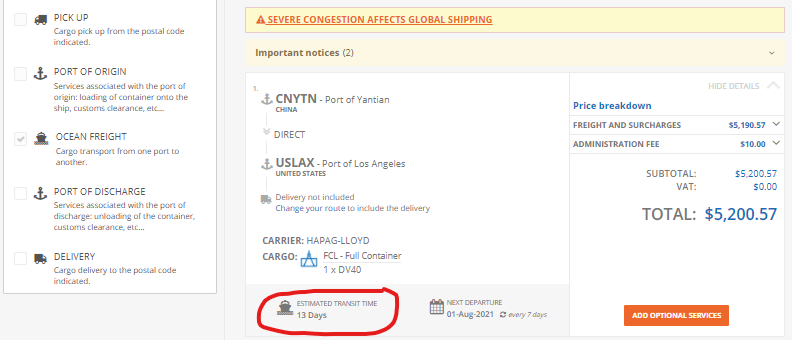 PICK UP
Cargo pick up from the postal code
indicated.
PORT OF ORIGIN
Services associated with the port of
origin: loading of container onto the
ship, customs clearance, etc...
OCEAN FREIGHT
Cargo transport from one port to
another.
PORT OF DISCHARGE
Services associated with the port of
discharge: unloading of the container,
customs clearance, etc...
DELIVERY
Cargo delivery to the postal code
indicated.
SEVERE CONGESTION AFFECTS GLOBAL SHIPPING
Important notices (2)
1.
CNYTN - Port of Yantian
CHINA
DIRECT
USLAX - Port of Los Angeles
UNITED STATES
Delivery not included
Change your route to include the delivery
CARRIER: HAPAG-LLOYD
CARGO: FCL - Full Container
1 x DV40
ESTIMATED TRANSIT TIME
13 Days
NEXT DEPARTURE
01-Aug-2021 every 7 days
HIDE DETAILS
Price breakdown
FREIGHT AND SURCHARGES $5,190.57
ADMINISTRATION FEE $10.00
SUBTOTAL: $5,200.57
VAT: $0.00
TOTAL: $5,200.57
ADD OPTIONAL SERVICES